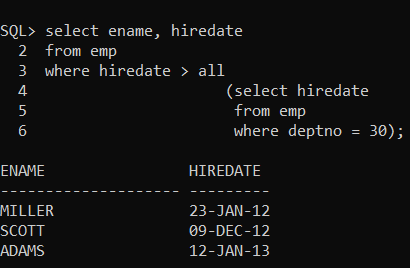 SQL> select ename, hiredate
  2  from emp
  3  where hiredate > all
  4                      (select hiredate
  5                       from emp
  6                       where deptno = 30);
ENAME                HIREDATE
-------------------- ---------
MILLER               23-JAN-12
SCOTT                09-DEC-12
ADAMS                12-JAN-13